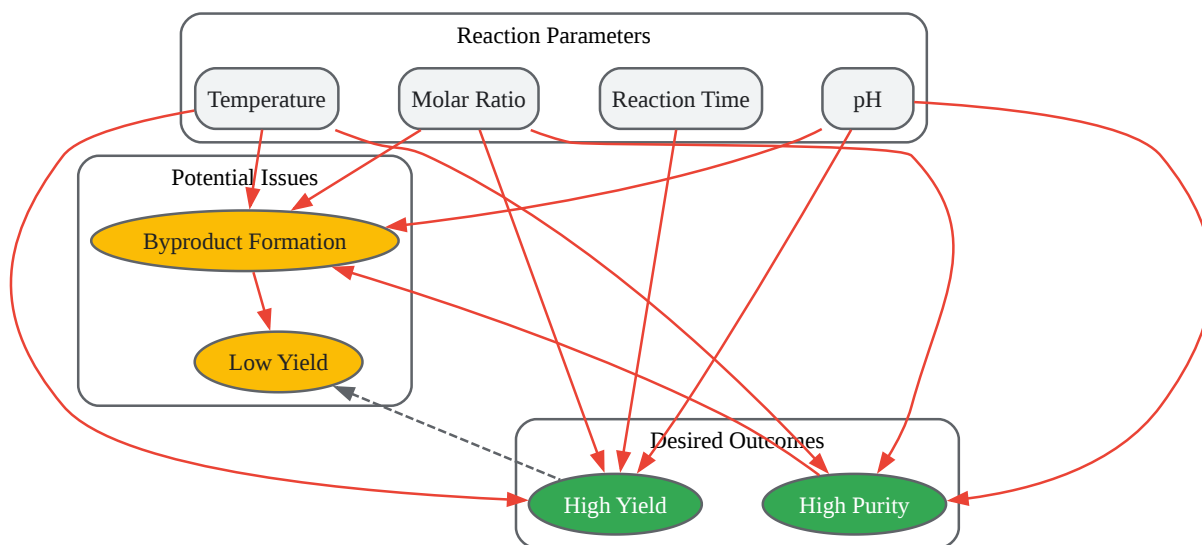 Reaction Parameters
Temperature
Molar Ratio
Reaction Time
pH
Potential Issues
Byproduct Formation
Low Yield
Desired Outcomes
High Yield
High Purity